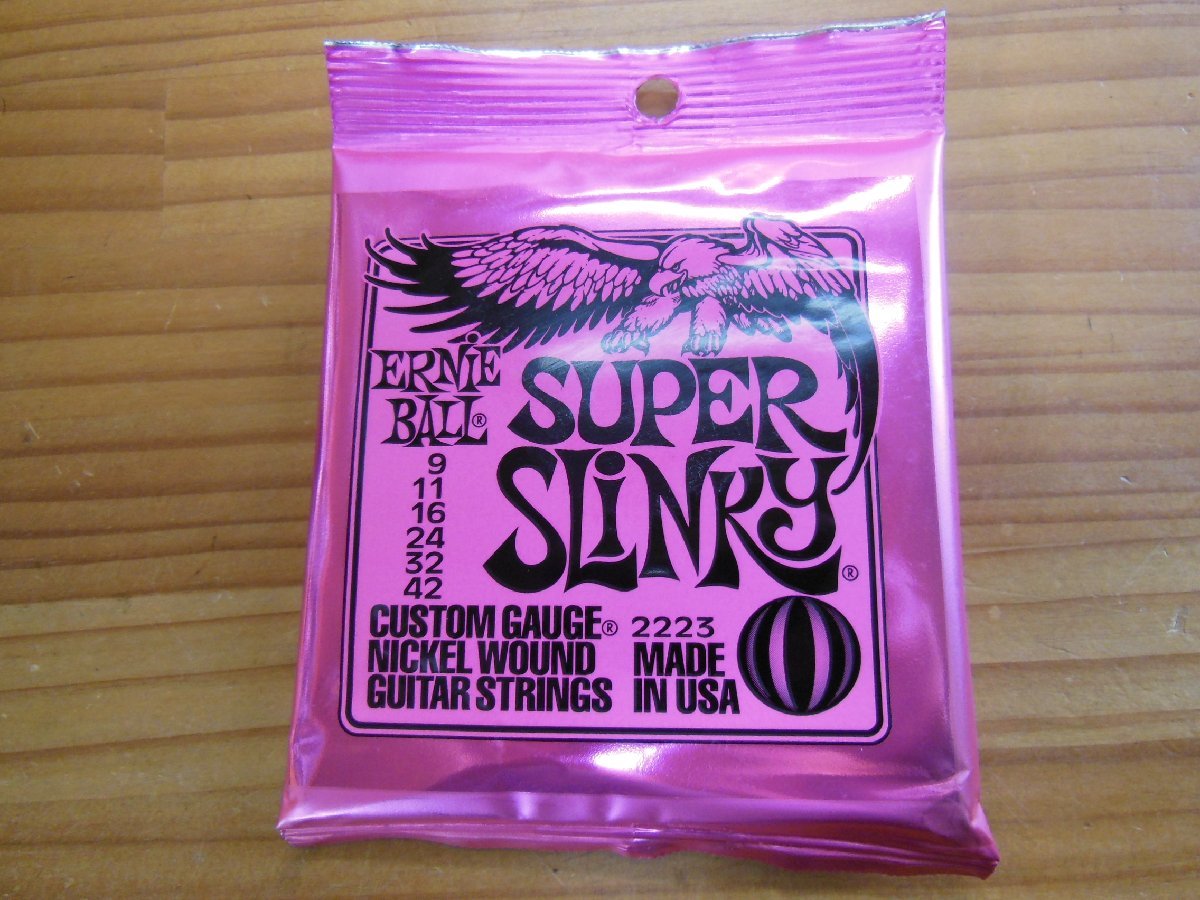 ERNiE
BALL®
SUPER
SLiNKY®
9
11
16
24
32
42
CUSTOM GAUGE®
NICKEL WOUND
GUITAR STRINGS
2223
MADE
IN USA